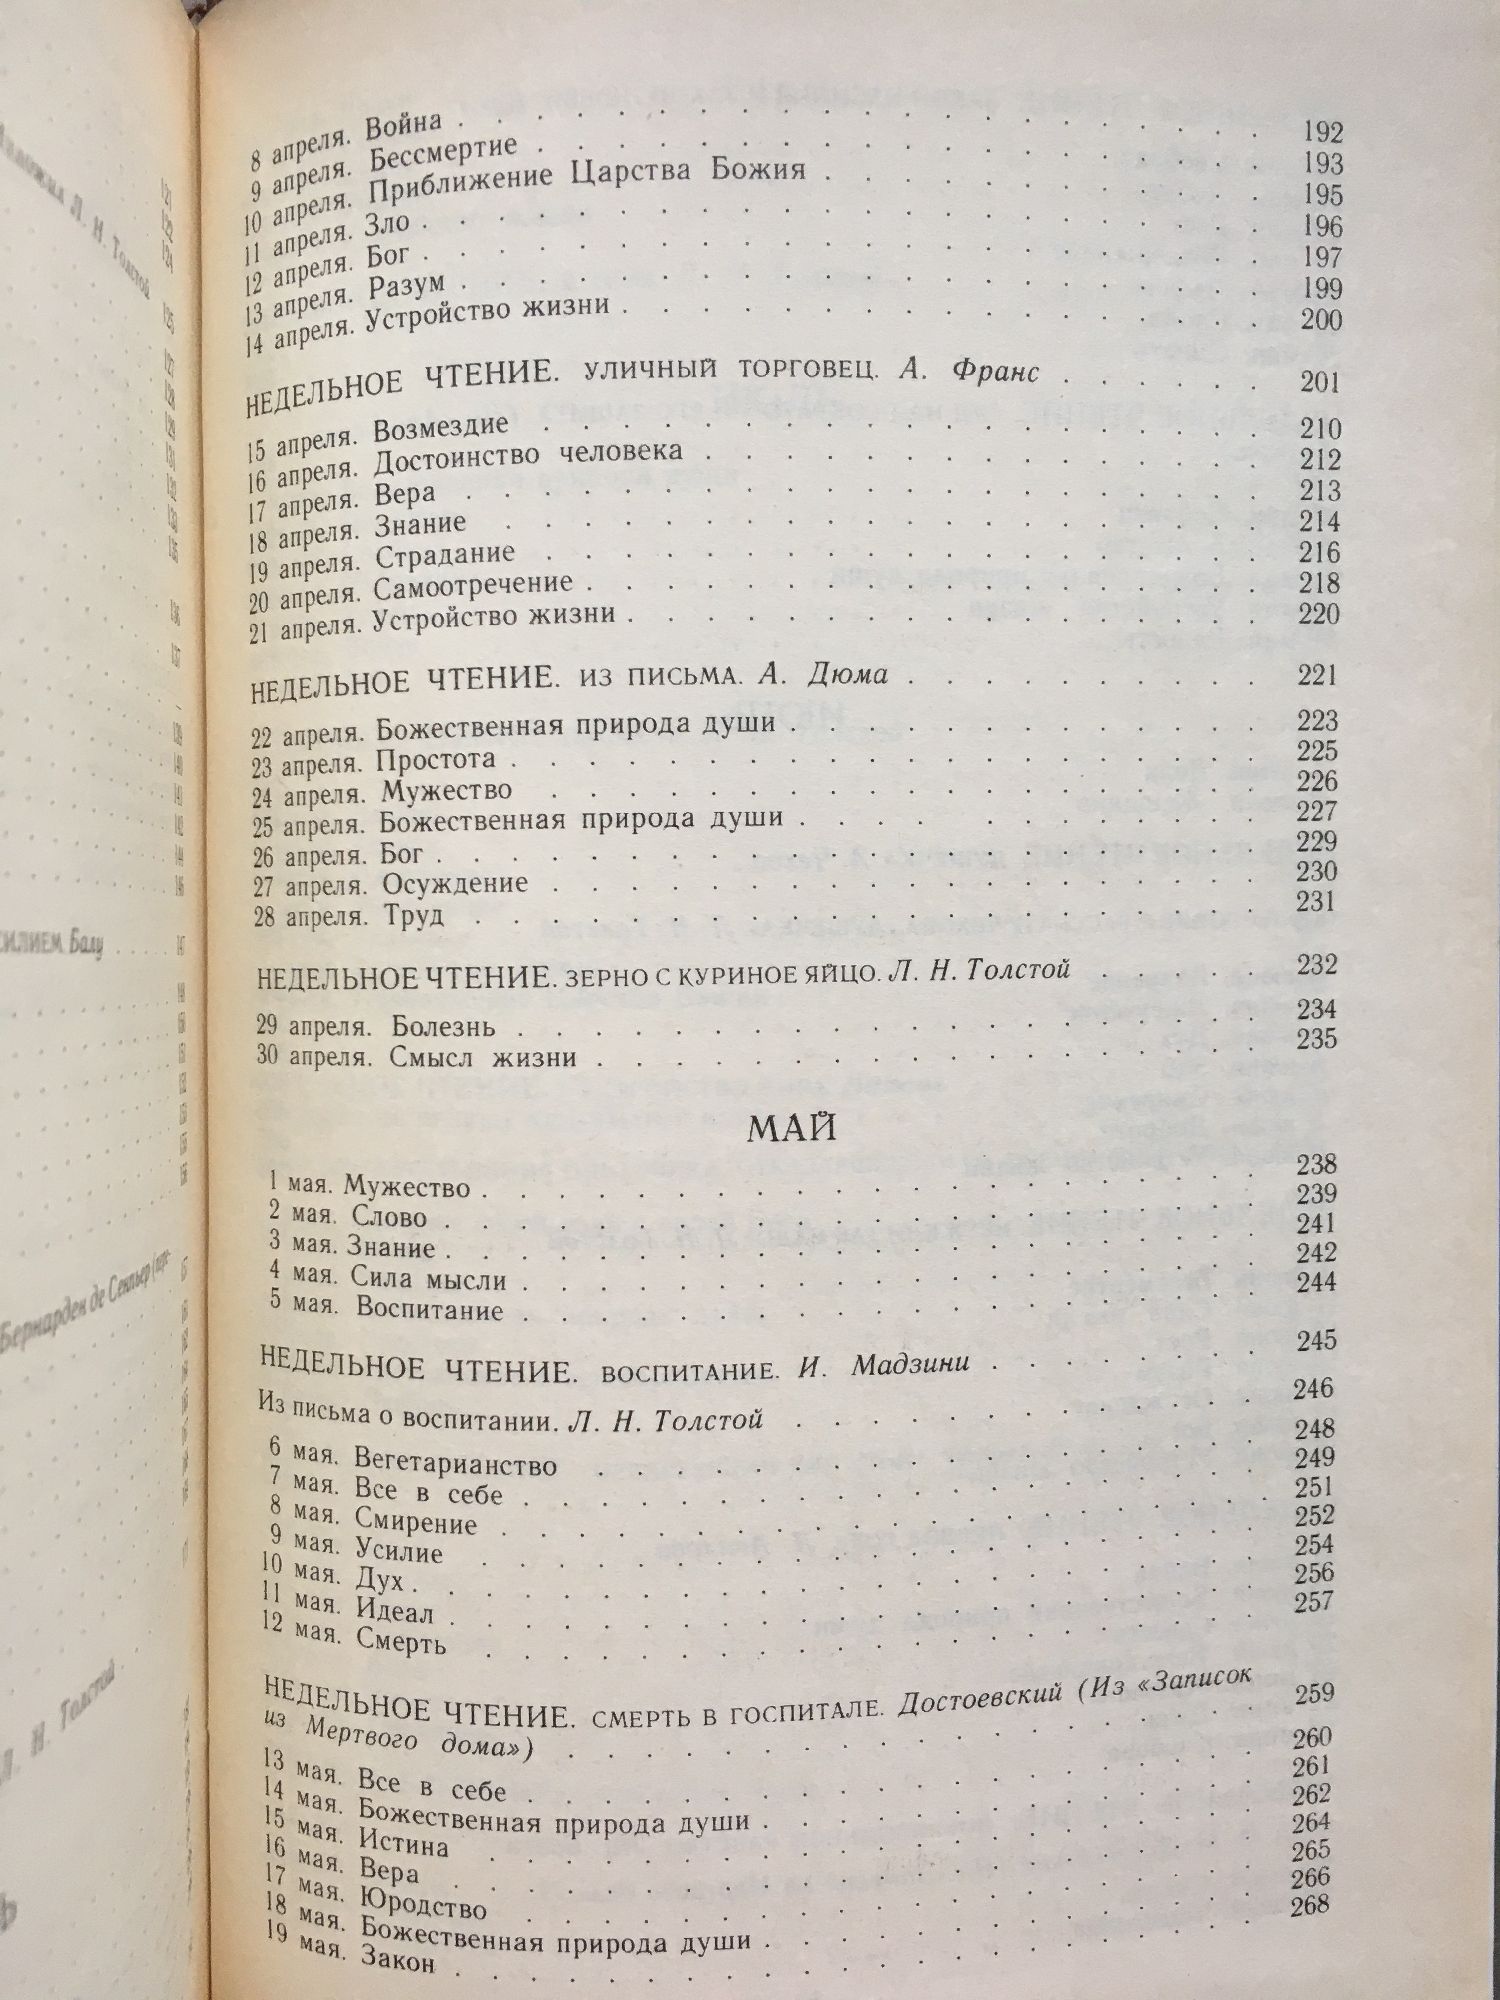 8 апреля. Война . . . 192
9 апреля. Бессмертие . . . 193
10 апреля. Приближение Царства Божия . . . 195
11 апреля. Зло . . . 196
12 апреля. Бог . . . 197
13 апреля. Разум . . . 199
14 апреля. Устройство жизни . . . 200
НЕДЕЛЬНОЕ ЧТЕНИЕ. УЛИЧНЫЙ ТОРГОВЕЦ. А. Франс . . . 201
15 апреля. Возмездие . . . 210
16 апреля. Достоинство человека . . . 212
17 апреля. Вера . . . 213
18 апреля. Знание . . . 214
19 апреля. Страдание . . . 216
20 апреля. Самоотречение . . . 218
21 апреля. Устройство жизни . . . 220
НЕДЕЛЬНОЕ ЧТЕНИЕ. ИЗ ПИСЬМА. А. Дюма . . . 221
22 апреля. Божественная природа души . . . 223
23 апреля. Простота . . . 225
24 апреля. Мужество . . . 226
25 апреля. Божественная природа души . . . 227
26 апреля. Бог . . . 229
27 апреля. Осуждение . . . 230
28 апреля. Труд . . . 231
НЕДЕЛЬНОЕ ЧТЕНИЕ. ЗЕРНО С КУРИНОЕ ЯЙЦО. Л. Н. Толстой . . . 232
29 апреля. Болезнь . . . 234
30 апреля. Смысл жизни . . . 235
МАЙ
1 мая. Мужество . . . 238
2 мая. Слово . . . 239
3 мая. Знание . . . 241
4 мая. Сила мысли . . . 242
5 мая. Воспитание . . . 244
НЕДЕЛЬНОЕ ЧТЕНИЕ. ВОСПИТАНИЕ. И. Мадзини . . . 245
Из письма о воспитании. Л. Н. Толстой . . . 246
6 мая. Вегетарианство . . . 248
7 мая. Все в себе . . . 249
8 мая. Смирение . . . 251
9 мая. Усилие . . . 252
10 мая. Дух . . . 254
11 мая. Идеал . . . 256
12 мая. Смерть . . . 257
НЕДЕЛЬНОЕ ЧТЕНИЕ. СМЕРТЬ В ГОСПИТАЛЕ. Достоевский (Из «Записок
из Мертвого дома») . . . 259
13 мая. Все в себе . . . 260
14 мая. Божественная природа души . . . 261
15 мая. Истина . . . 262
16 мая. Вера . . . 264
17 мая. Юродство . . . 265
18 мая. Божественная природа души . . . 266
19 мая. Закон . . . 268